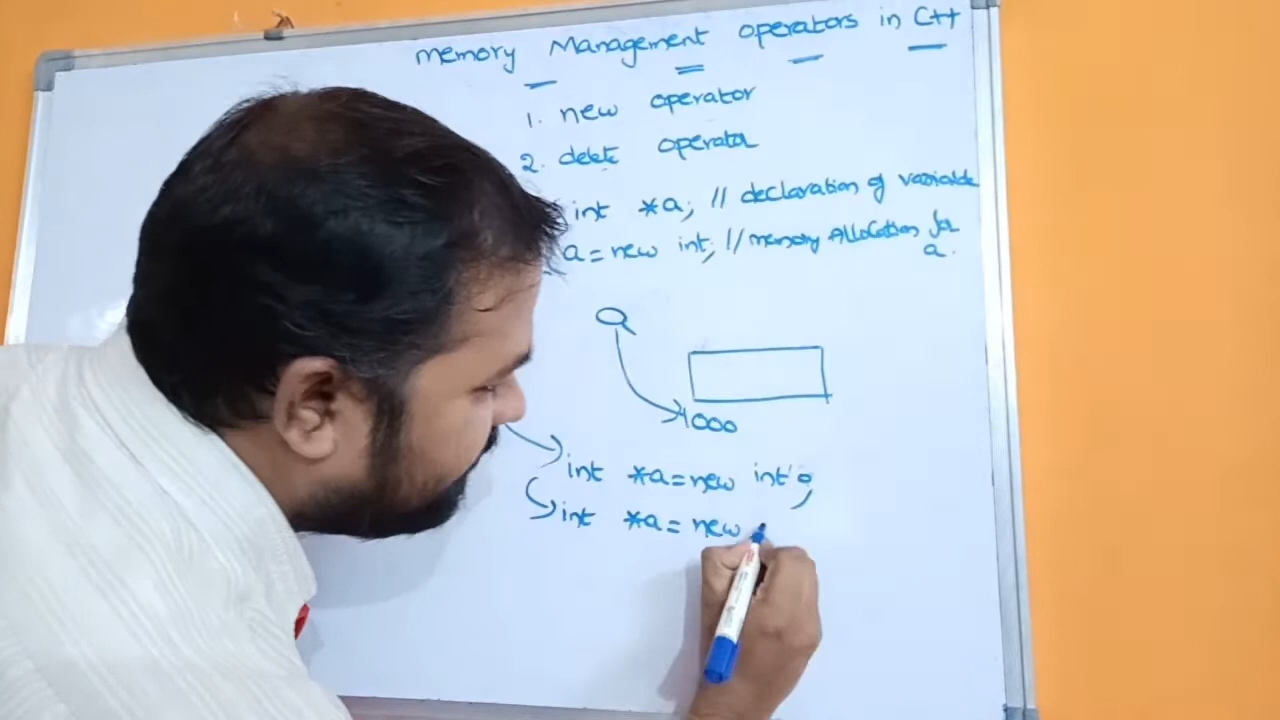 memory Management operators in C++
1. new operator
2. delete operator
int *a; // declaration of variable
a = new int; // memory Allocation for
a.
a
1000
int *a = new int;
int *a = new